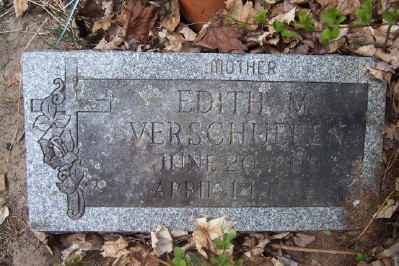 MOTHER
EDITH M
VERSCHUEREN
JUNE 20
APRIL